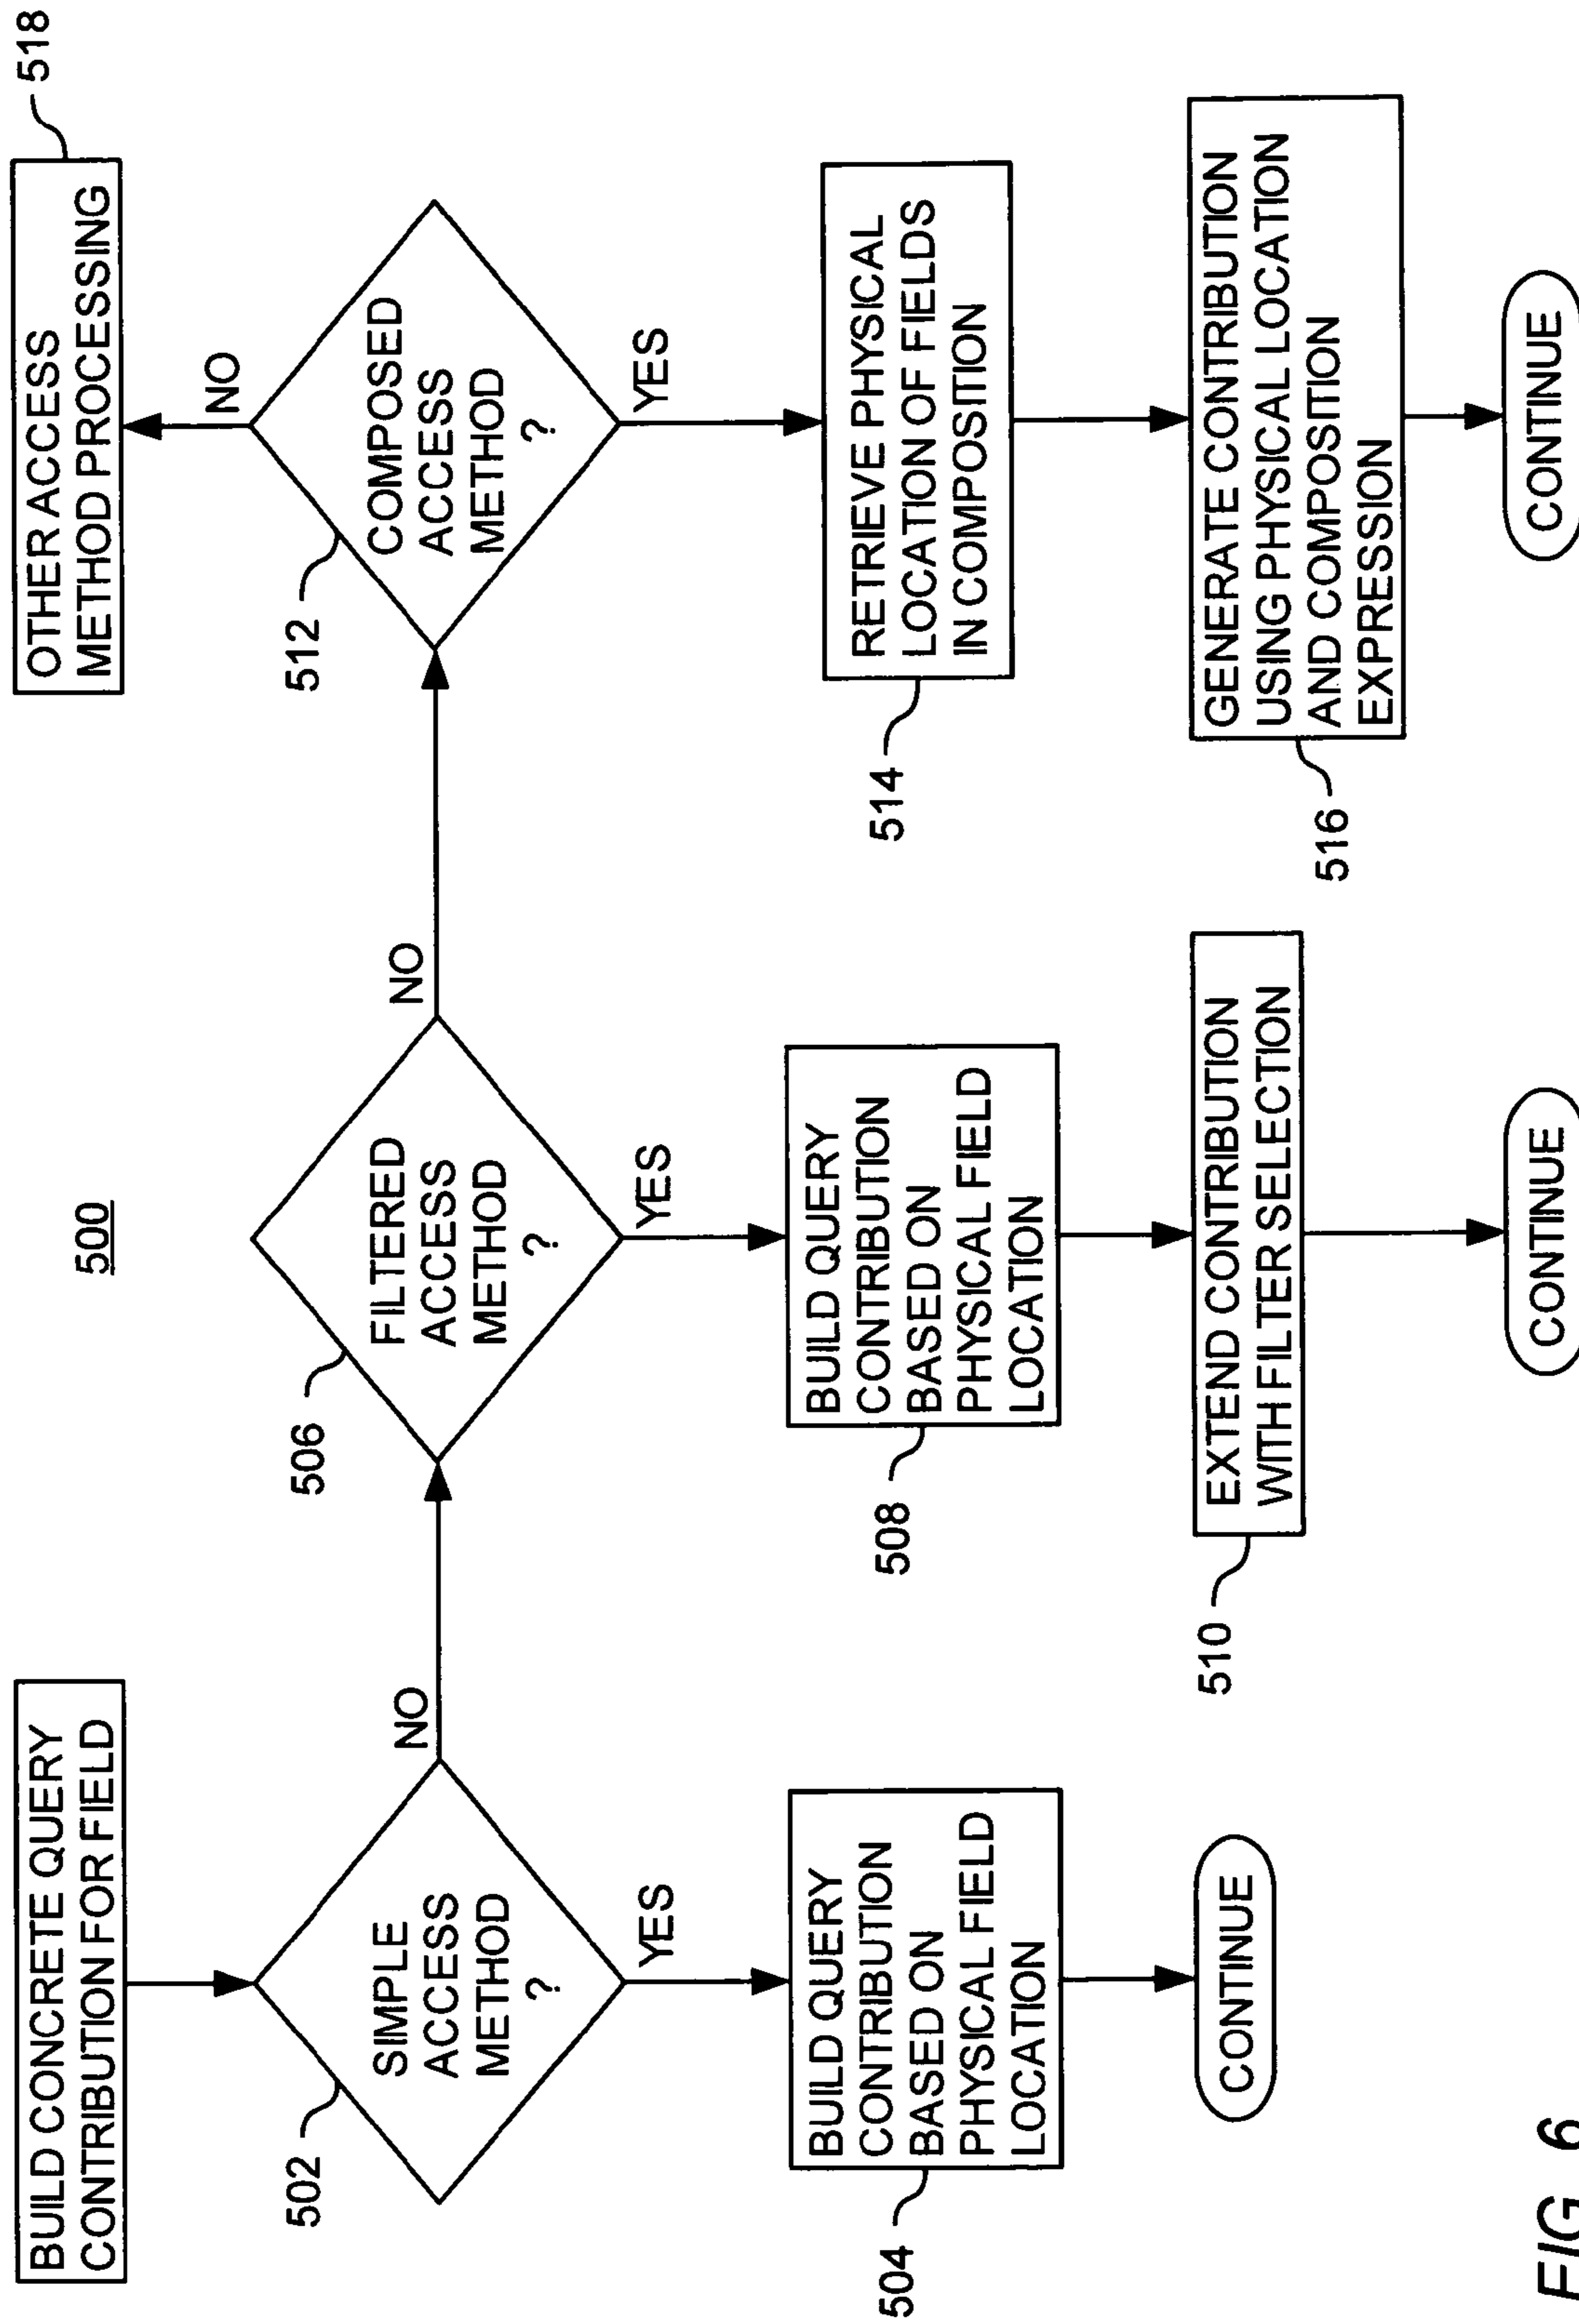 500
BUILD CONCRETE QUERY
CONTRIBUTION FOR FIELD
502
SIMPLE
ACCESS
METHOD
?
NO
YES
504
BUILD QUERY
CONTRIBUTION
BASED ON
PHYSICAL FIELD
LOCATION
CONTINUE
506
FILTERED
ACCESS
METHOD
?
NO
YES
508
BUILD QUERY
CONTRIBUTION
BASED ON
PHYSICAL FIELD
LOCATION
510
EXTEND CONTRIBUTION
WITH FILTER SELECTION
CONTINUE
512
COMPOSED
ACCESS
METHOD
?
NO
518
OTHER ACCESS
METHOD PROCESSING
YES
514
RETRIEVE PHYSICAL
LOCATION OF FIELDS
IN COMPOSITION
516
GENERATE CONTRIBUTION
USING PHYSICAL LOCATION
AND COMPOSITION
EXPRESSION
CONTINUE
FIG. 6